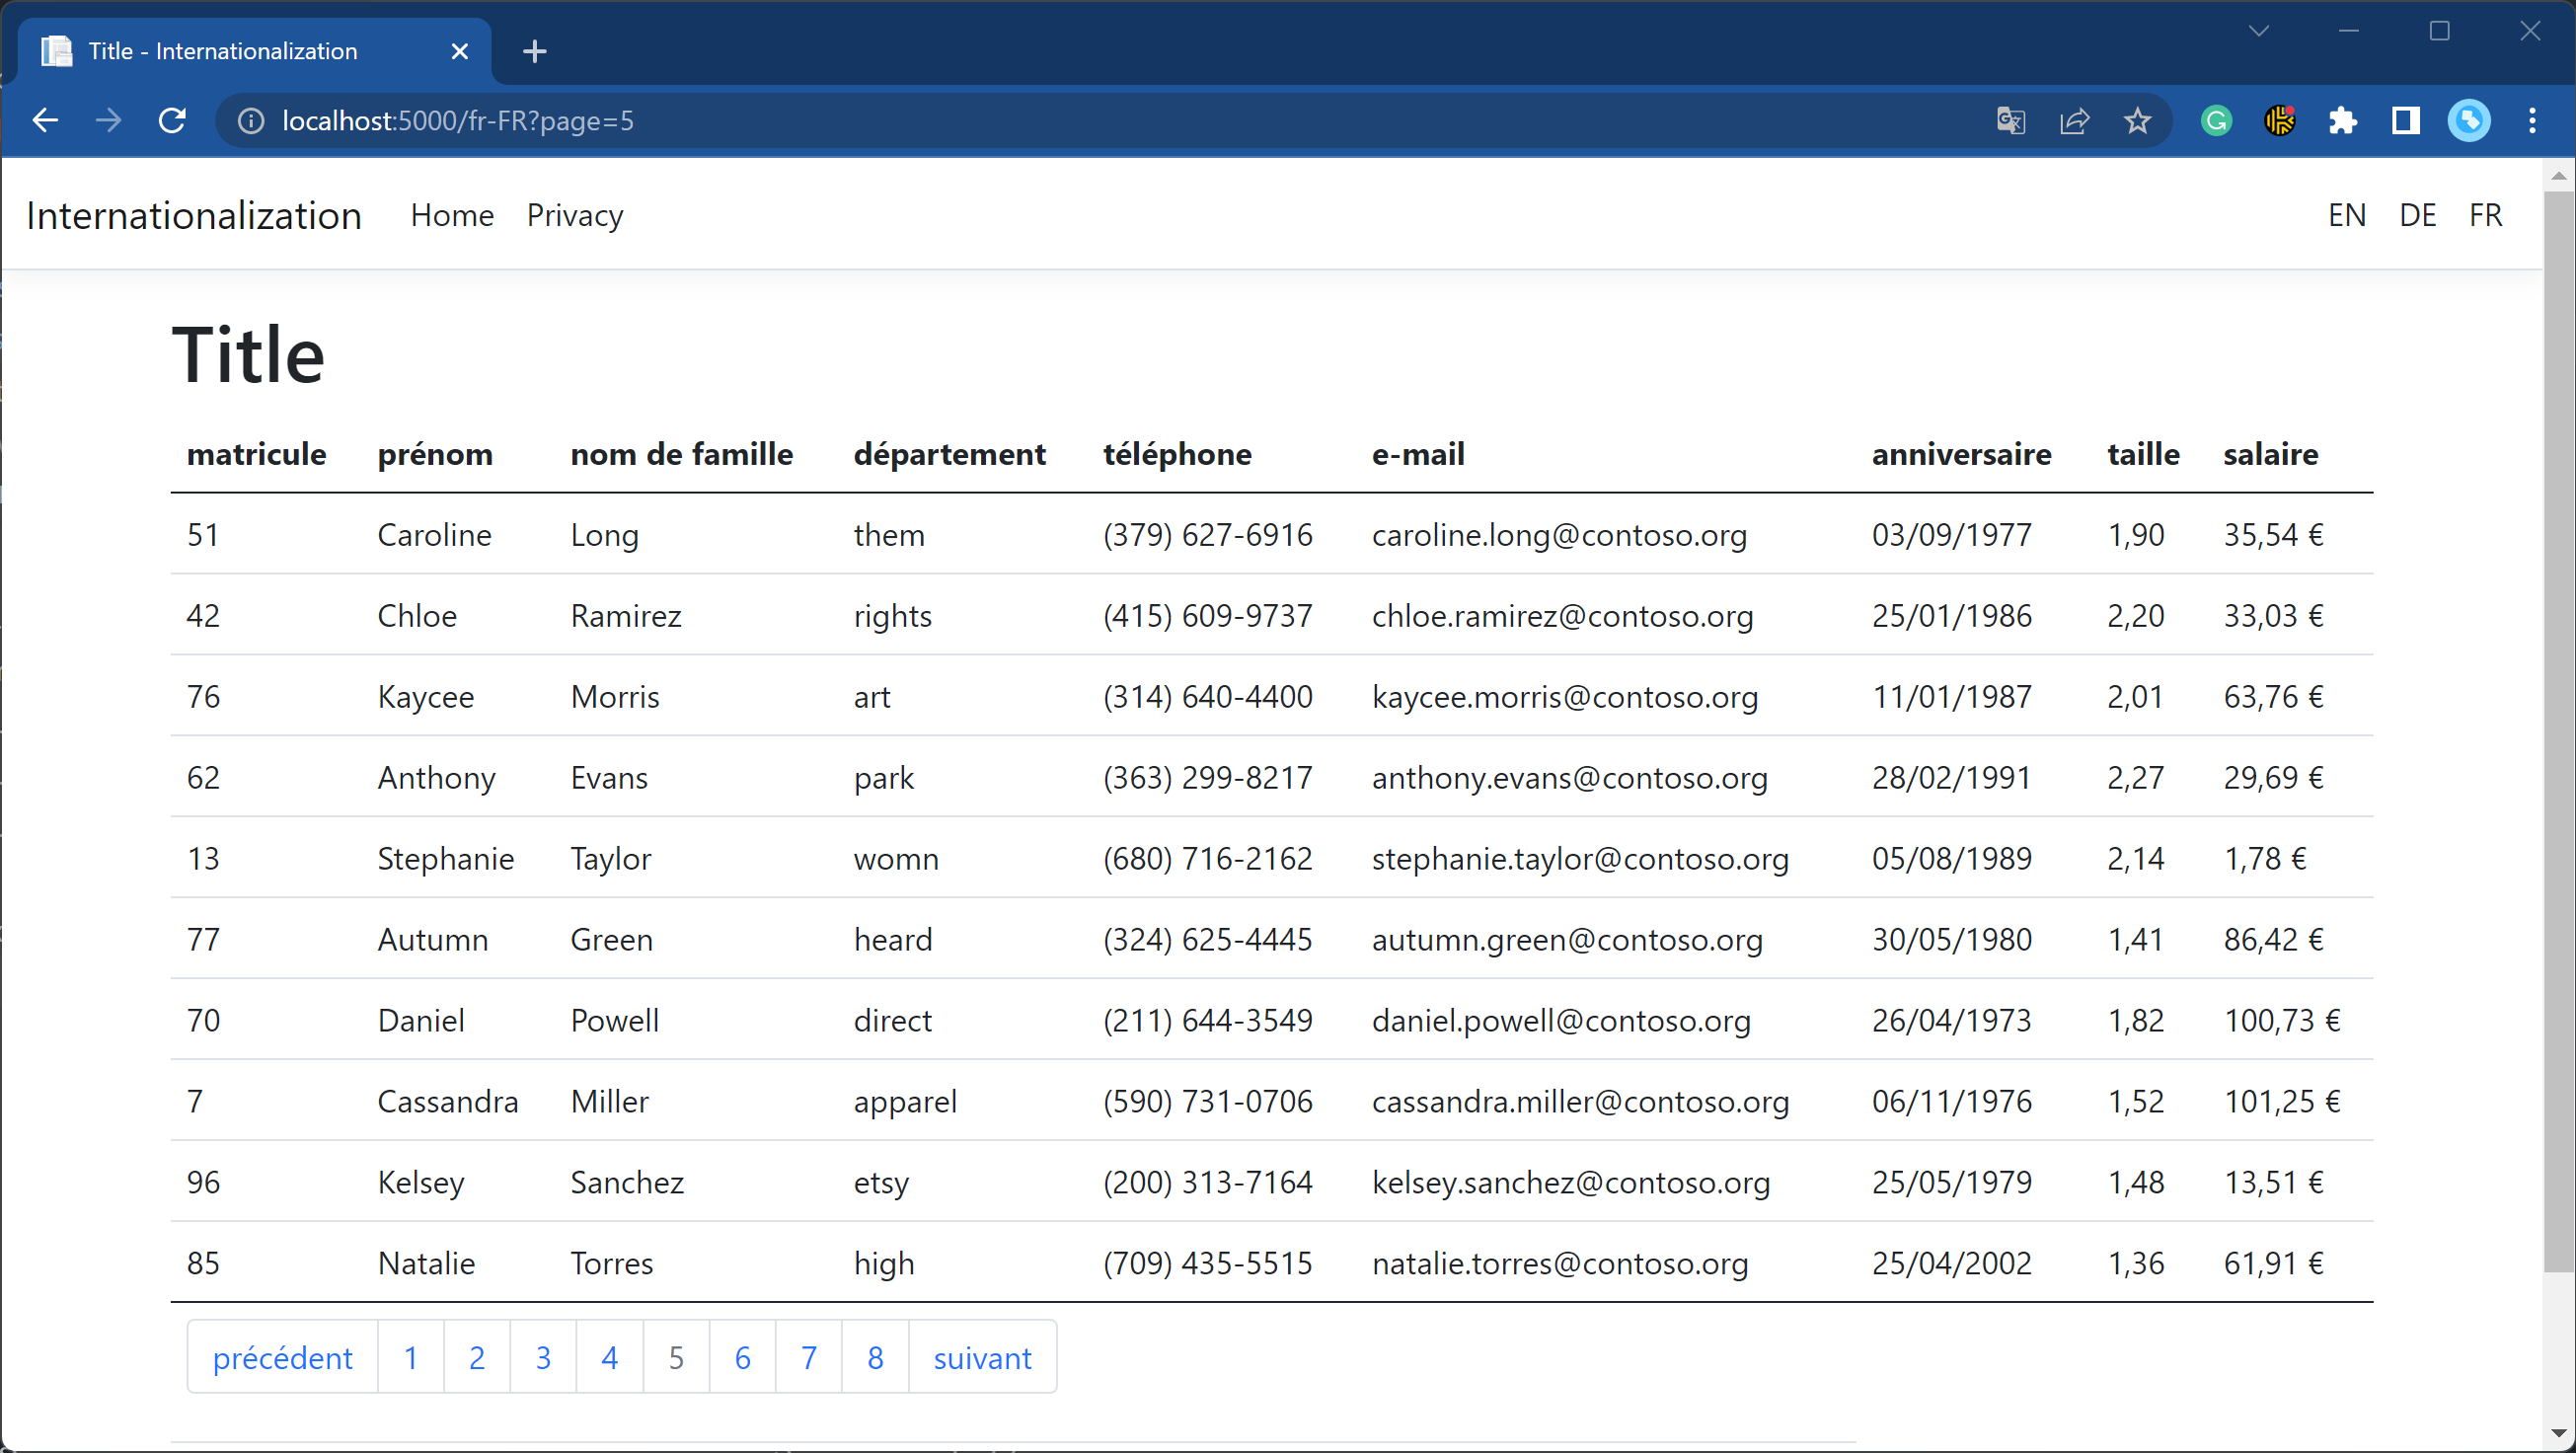 Title - Internationalization
localhost:5000/fr-FR?page=5
Internationalization Home Privacy EN DE FR
Title
matricule prénom nom de famille département téléphone e-mail anniversaire taille salaire
51 Caroline Long them (379) 627-6916 caroline.long@contoso.org 03/09/1977 1,90 35,54 €
42 Chloe Ramirez rights (415) 609-9737 chloe.ramirez@contoso.org 25/01/1986 2,20 33,03 €
76 Kaycee Morris art (314) 640-4400 kaycee.morris@contoso.org 11/01/1987 2,01 63,76 €
62 Anthony Evans park (363) 299-8217 anthony.evans@contoso.org 28/02/1991 2,27 29,69 €
13 Stephanie Taylor womn (680) 716-2162 stephanie.taylor@contoso.org 05/08/1989 2,14 1,78 €
77 Autumn Green heard (324) 625-4445 autumn.green@contoso.org 30/05/1980 1,41 86,42 €
70 Daniel Powell direct (211) 644-3549 daniel.powell@contoso.org 26/04/1973 1,82 100,73 €
7 Cassandra Miller apparel (590) 731-0706 cassandra.miller@contoso.org 06/11/1976 1,52 101,25 €
96 Kelsey Sanchez etsy (200) 313-7164 kelsey.sanchez@contoso.org 25/05/1979 1,48 13,51 €
85 Natalie Torres high (709) 435-5515 natalie.torres@contoso.org 25/04/2002 1,36 61,91 €
précédent 1 2 3 4 5 6 7 8 suivant